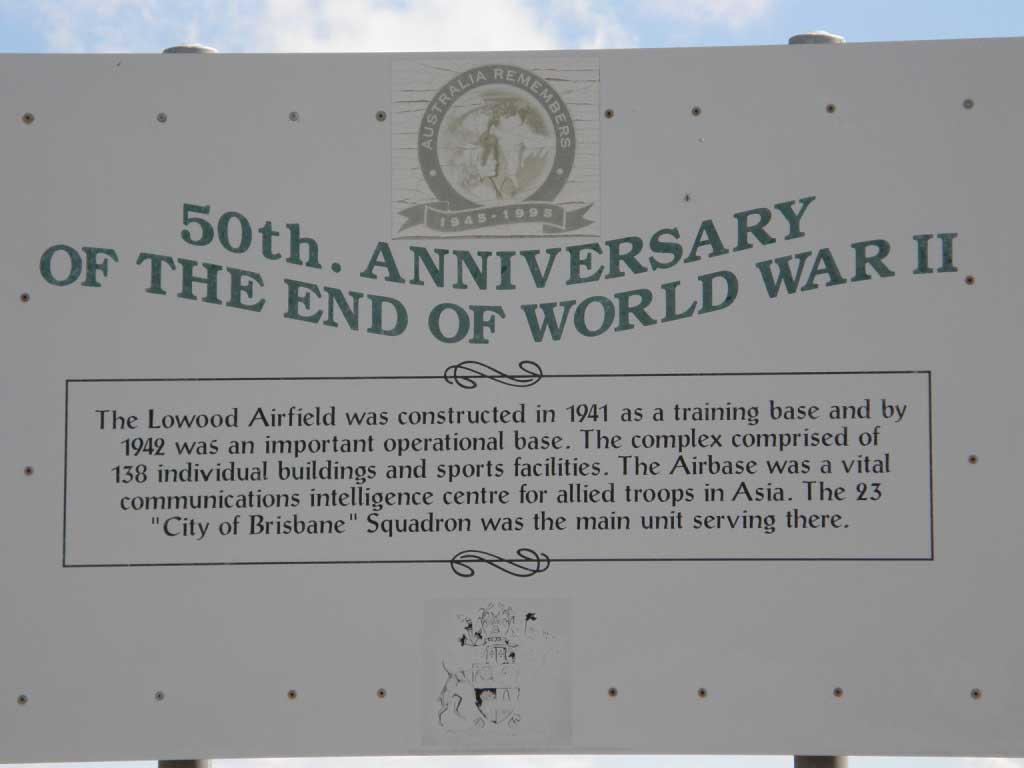 AUSTRALIA REMEMBERS
1945-1995
50th. ANNIVERSARY
OF THE END OF WORLD WAR II
The Lowood Airfield was constructed in 1941 as a training base and by
1942 was an important operational base. The complex comprised of
138 individual buildings and sports facilities. The Airbase was a vital
communications intelligence centre for allied troops in Asia. The 23
"City of Brisbane" Squadron was the main unit serving there.